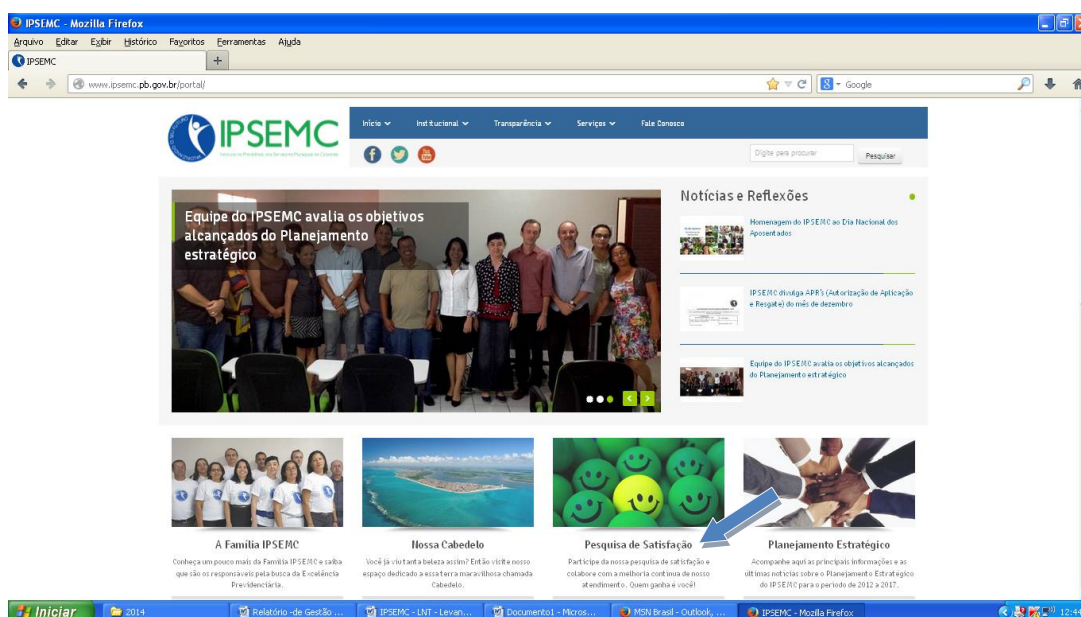 IPSEMC - Mozilla Firefox
Arquivo Editar Exibir Histórico Favoritos Ferramentas Ajuda
IPSEMC
www.ipsemc.pb.gov.br/portal/
Google
IPSEMC
Início Institucional Transparência Serviços Fale Conosco
Digite para procurar Pesquisar
Equipe do IPSEMC avalia os objetivos
alcançados do Planejamento
estratégico
Notícias e Reflexões
Homenagem do IPSEMC ao Dia Nacional dos
Aposentados
IPSEMC divulga APR's (Autorização de Aplicação
e Resgate) do mês de dezembro
Equipe do IPSEMC avalia os objetivos alcançados
do Planejamento estratégico
A Família IPSEMC
Conheça um pouco mais da Família IPSEMC e saiba
que são os responsáveis pela busca da Excelência
Previdenciária.
Nossa Cabedelo
Você já viu tanta beleza assim? Então visite nosso
espaço dedicado a essa terra maravilhosa chamada
Cabedelo.
Pesquisa de Satisfação
Participe da nossa pesquisa de satisfação e
colabore com a melhoria contínua de nosso
atendimento. Quem ganha é você!
Planejamento Estratégico
Acompanhe aqui as principais informações e as
últimas notícias sobre o Planejamento Estratégico
do IPSEMC para o período de 2012 a 2017.
Iniciar 2014 Relatório -de Gestão ... IPSEMC - LNT - Levan... Documento1 - Micros... MSN Brasil - Outlook, ... IPSEMC - Mozilla Firefox 12:44